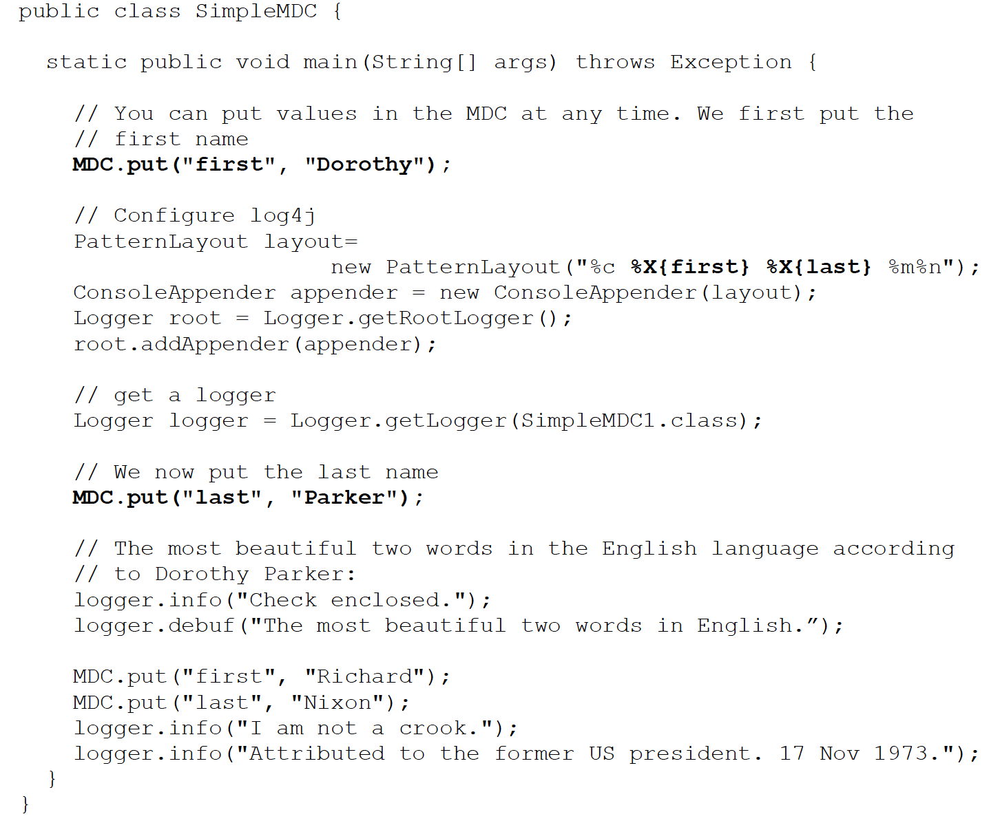 public class SimpleMDC {
static public void main(String[] args) throws Exception {
// You can put values in the MDC at any time. We first put the
// first name
MDC.put("first", "Dorothy");
// Configure log4j
PatternLayout layout=
new PatternLayout("%c %X{first} %X{last} %m%n");
ConsoleAppender appender = new ConsoleAppender(layout);
Logger root = Logger.getRootLogger();
root.addAppender(appender);
// get a logger
Logger logger = Logger.getLogger(SimpleMDC1.class);
// We now put the last name
MDC.put("last", "Parker");
// The most beautiful two words in the English language according
// to Dorothy Parker:
logger.info("Check enclosed.");
logger.debuf("The most beautiful two words in English.”);
MDC.put("first", "Richard");
MDC.put("last", "Nixon");
logger.info("I am not a crook.");
logger.info("Attributed to the former US president. 17 Nov 1973.");
}
}